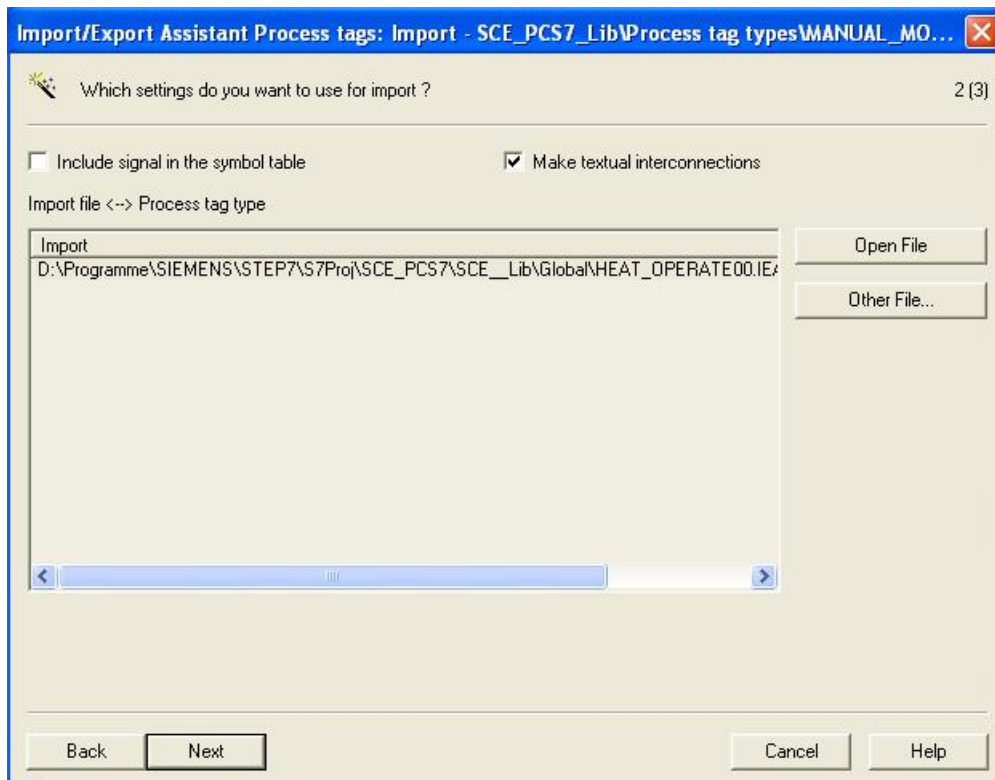 Import/Export Assistant Process tags: Import - SCE_PCS7_Lib\Process tag types\MANUAL_MO...
Which settings do you want to use for import ?
2 (3)
Include signal in the symbol table
Make textual interconnections
Import file <--> Process tag type
Import
D:\Programme\SIEMENS\STEP7\S7Proj\SCE_PCS7\SCE__Lib\Global\HEAT_OPERATE00.IEA
Open File
Other File...
Back
Next
Cancel
Help